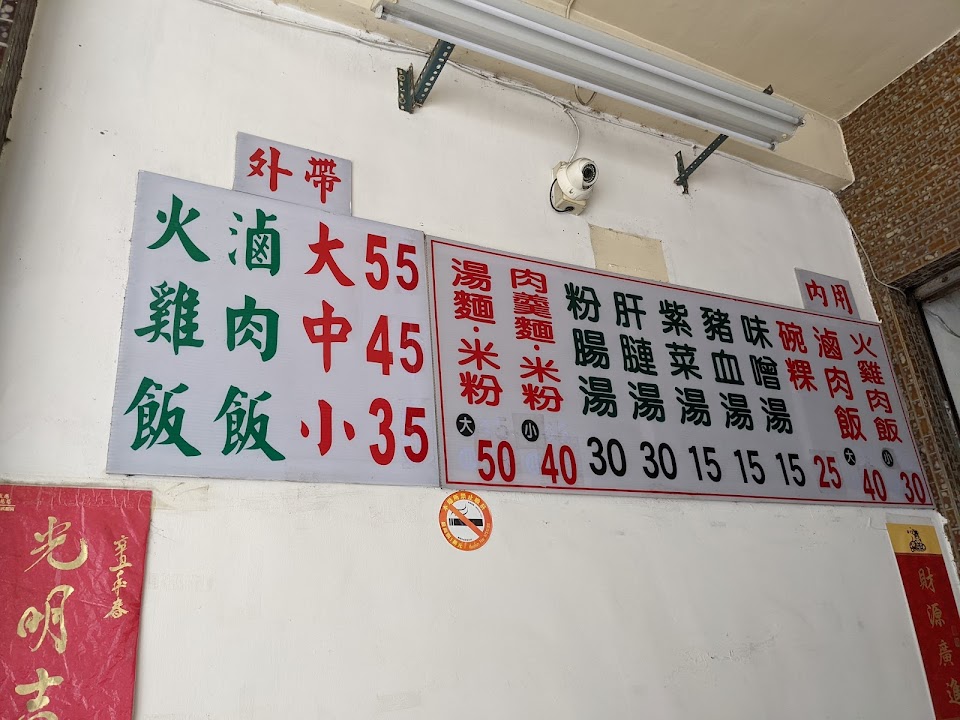 外帶
火雞飯
滷肉飯
大55
中45
小35
內用
火雞肉飯
滷肉飯
大 40
小 30
碗粿 25
味噌湯 15
豬血湯 15
紫菜湯 15
肝 湯 30
粉腸湯 30
肉羹麵·米粉
湯麵·米粉
大 50
小 40
光明吉
財源廣進